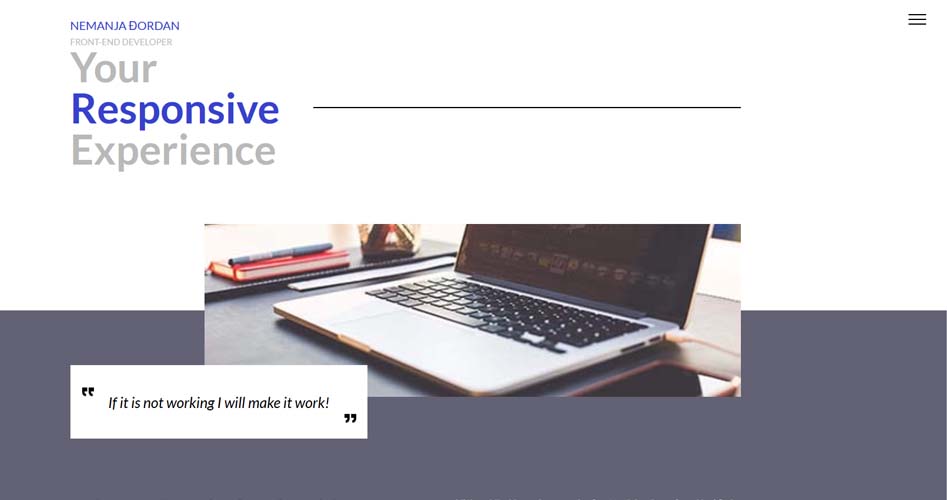 NEMANJA ĐORDAN
FRONT-END DEVELOPER
Your
Responsive
Experience
❛❛ If it is not working I will make it work! ❜❜